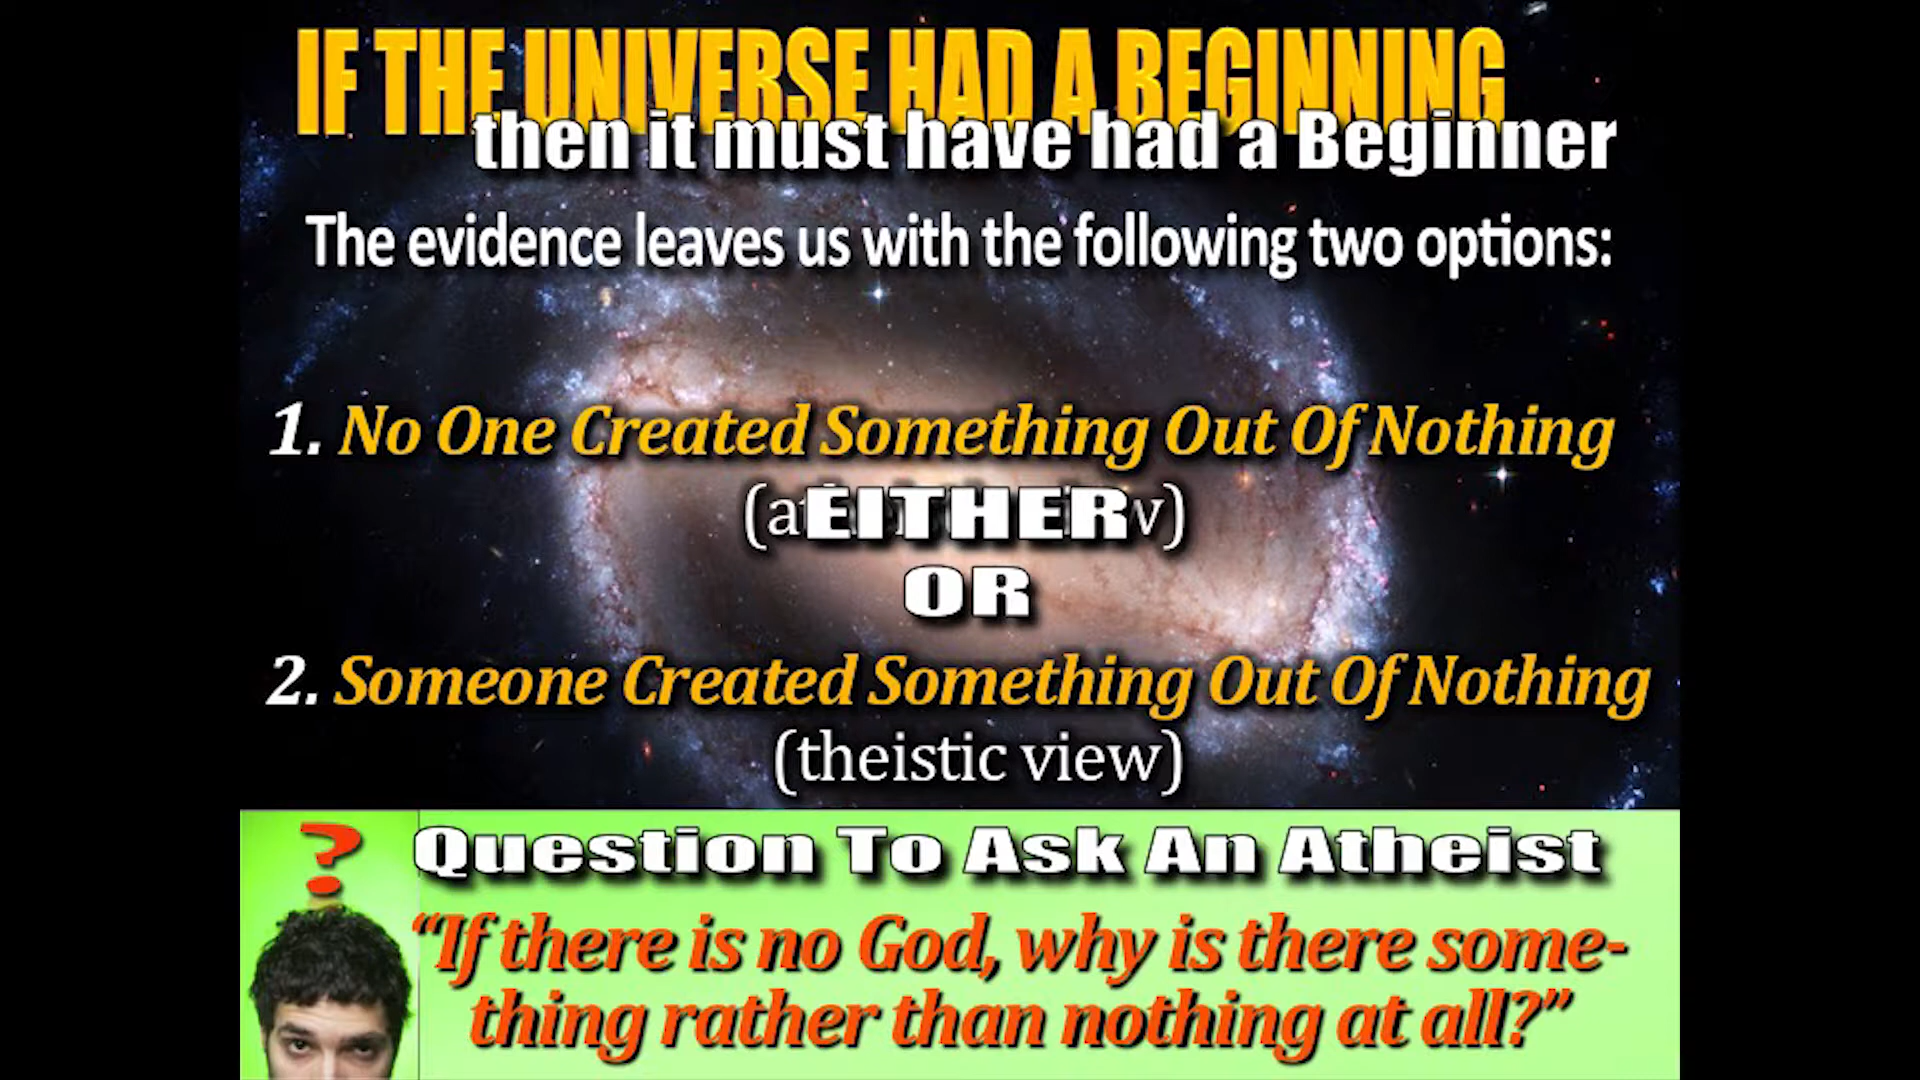 IF THE UNIVERSE HAD A BEGINNING
then it must have had a Beginner
The evidence leaves us with the following two options:
1. No One Created Something Out Of Nothing
EITHER
OR
2. Someone Created Something Out Of Nothing
(theistic view)
?
Question To Ask An Atheist
“If there is no God, why is there some-
thing rather than nothing at all?”